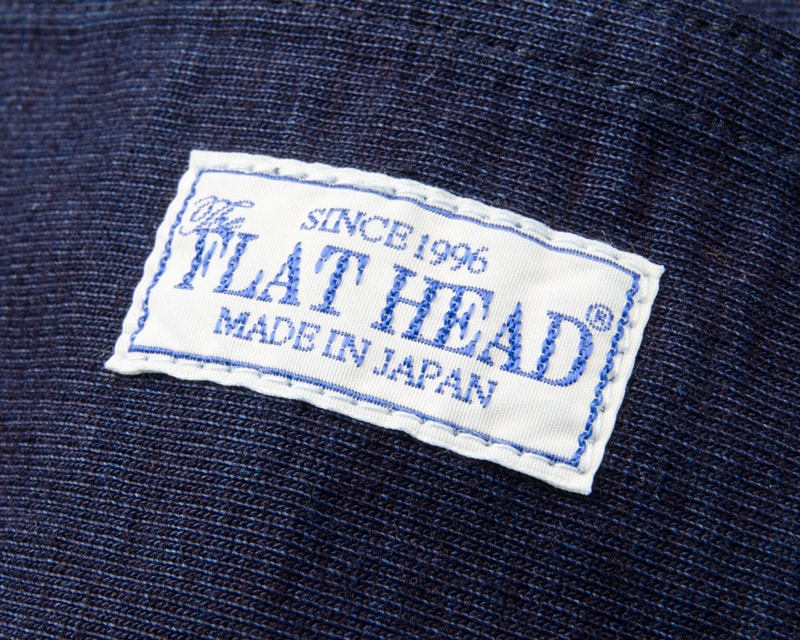 SINCE 1996
The
FLAT HEAD®
MADE IN JAPAN